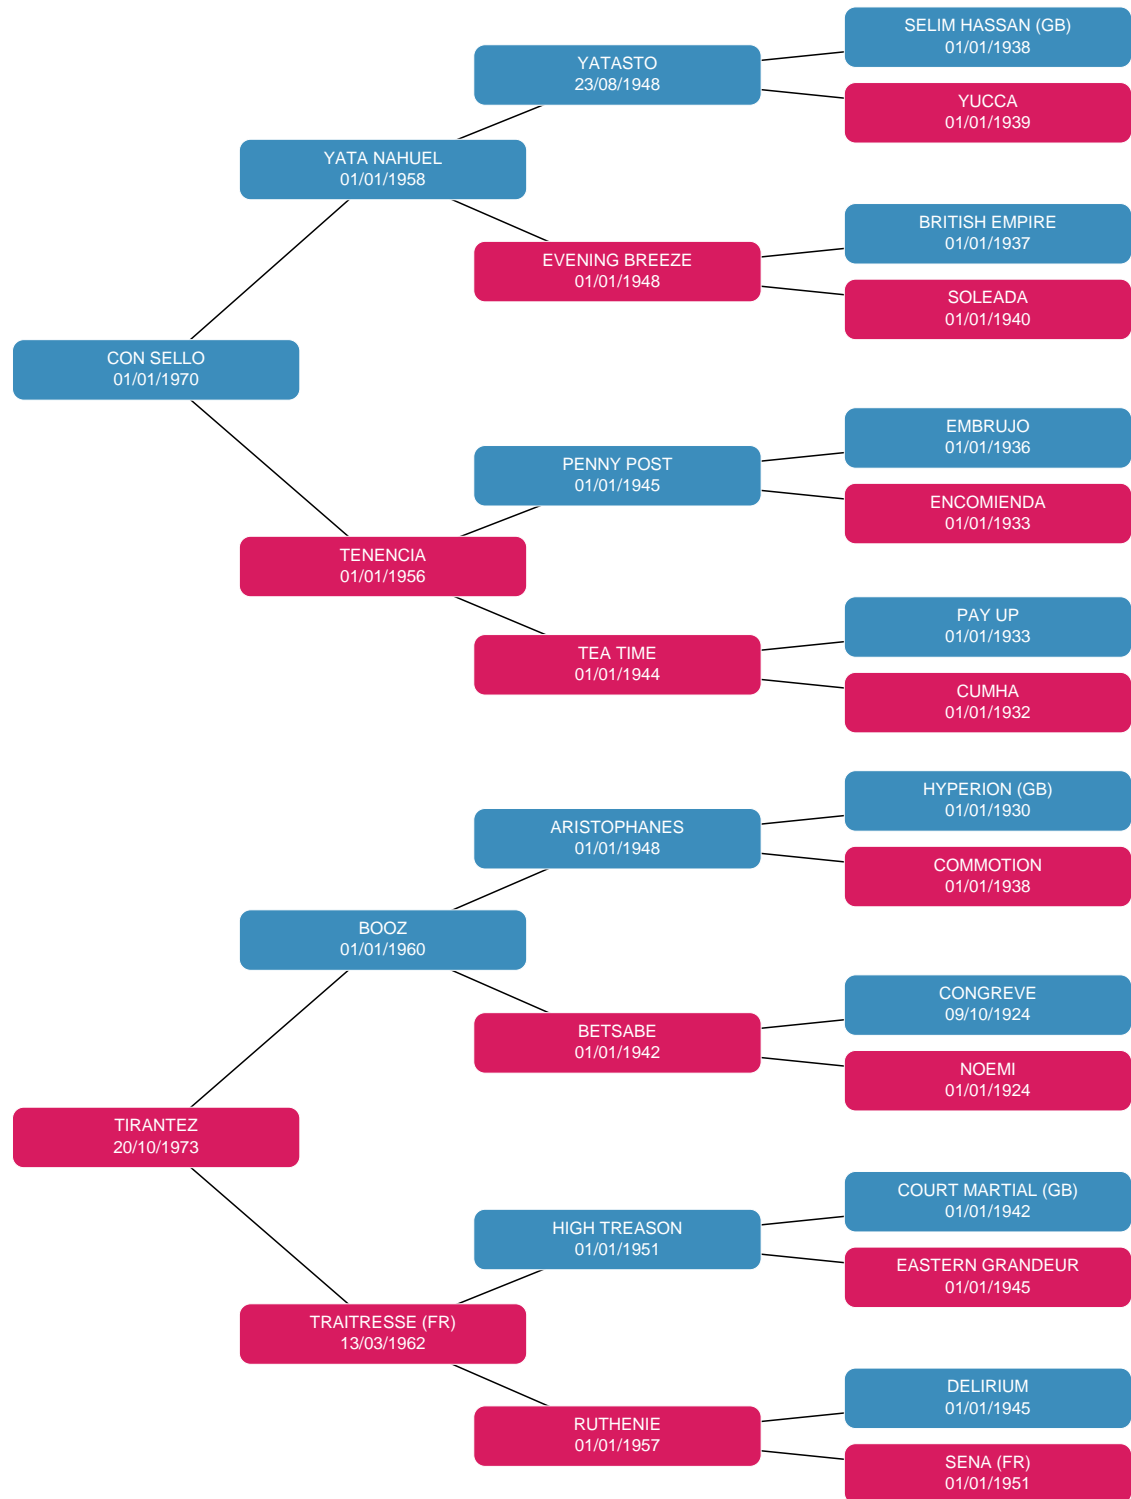 SELIM HASSAN (GB)
01/01/1938
YATASTO
23/08/1948
YUCCA
01/01/1939
YATA NAHUEL
01/01/1958
BRITISH EMPIRE
01/01/1937
EVENING BREEZE
01/01/1948
SOLEADA
01/01/1940
CON SELLO
01/01/1970
EMBRUJO
01/01/1936
PENNY POST
01/01/1945
ENCOMIENDA
01/01/1933
TENENCIA
01/01/1956
PAY UP
01/01/1933
TEA TIME
01/01/1944
CUMHA
01/01/1932
HYPERION (GB)
01/01/1930
ARISTOPHANES
01/01/1948
COMMOTION
01/01/1938
BOOZ
01/01/1960
CONGREVE
09/10/1924
BETSABE
01/01/1942
NOEMI
01/01/1924
TIRANTEZ
20/10/1973
COURT MARTIAL (GB)
01/01/1942
HIGH TREASON
01/01/1951
EASTERN GRANDEUR
01/01/1945
TRAITRESSE (FR)
13/03/1962
DELIRIUM
01/01/1945
RUTHENIE
01/01/1957
SENA (FR)
01/01/1951